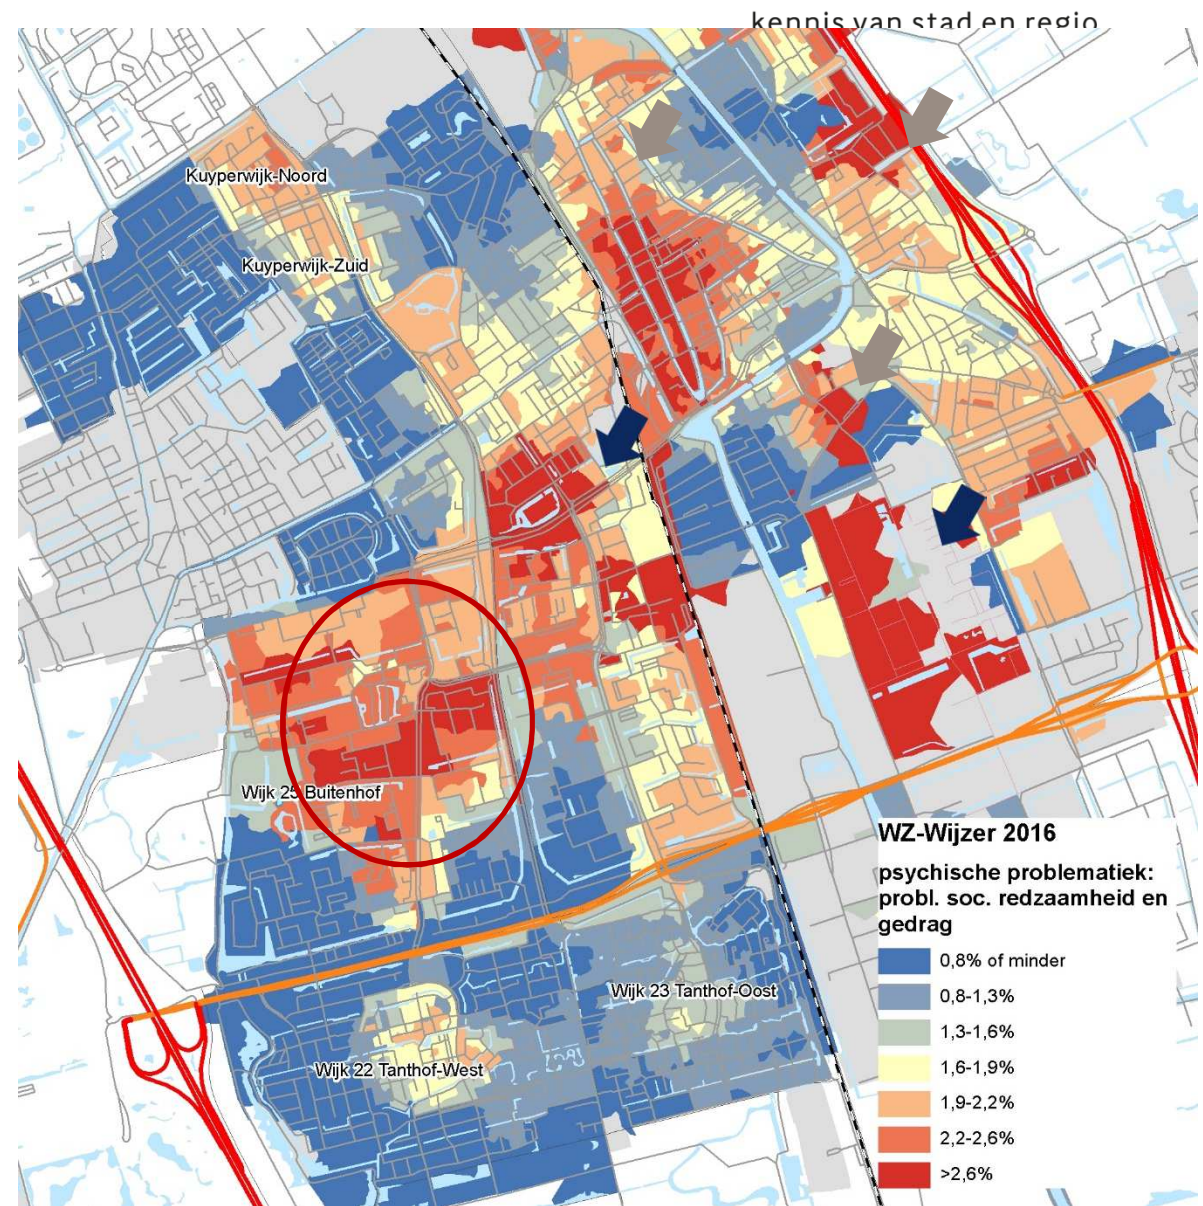 kennis van stad en regio
Kuyperwijk-Noord
Kuyperwijk-Zuid
Wijk 25 Buitenhof
Wijk 23 Tanthof-Oost
Wijk 22 Tanthof-West
WZ-Wijzer 2016
psychische problematiek:
probl. soc. redzaamheid en
gedrag
0,8% of minder
0,8-1,3%
1,3-1,6%
1,6-1,9%
1,9-2,2%
2,2-2,6%
>2,6%